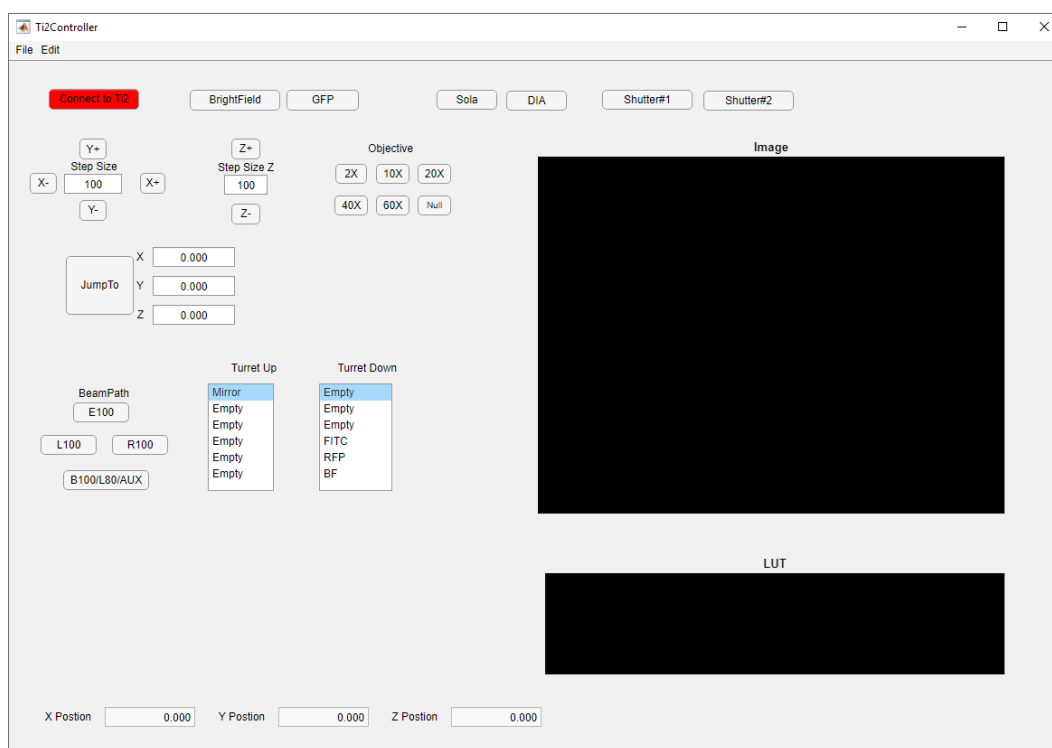 Ti2Controller
File Edit
Connect to Ti2 BrightField GFP Sola DIA Shutter#1 Shutter#2
Y+ Z+ Objective Image
Step Size Step Size Z
2X 10X 20X
X- 100 X+ 100
40X 60X Null
Y- Z-
X 0.000
JumpTo Y 0.000
Z 0.000
Turret Up Turret Down
BeamPath
E100
L100 R100
B100/L80/AUX
Mirror
Empty
Empty
Empty
Empty
Empty
Empty
Empty
Empty
FITC
RFP
BF
LUT
X Postion 0.000 Y Postion 0.000 Z Postion 0.000